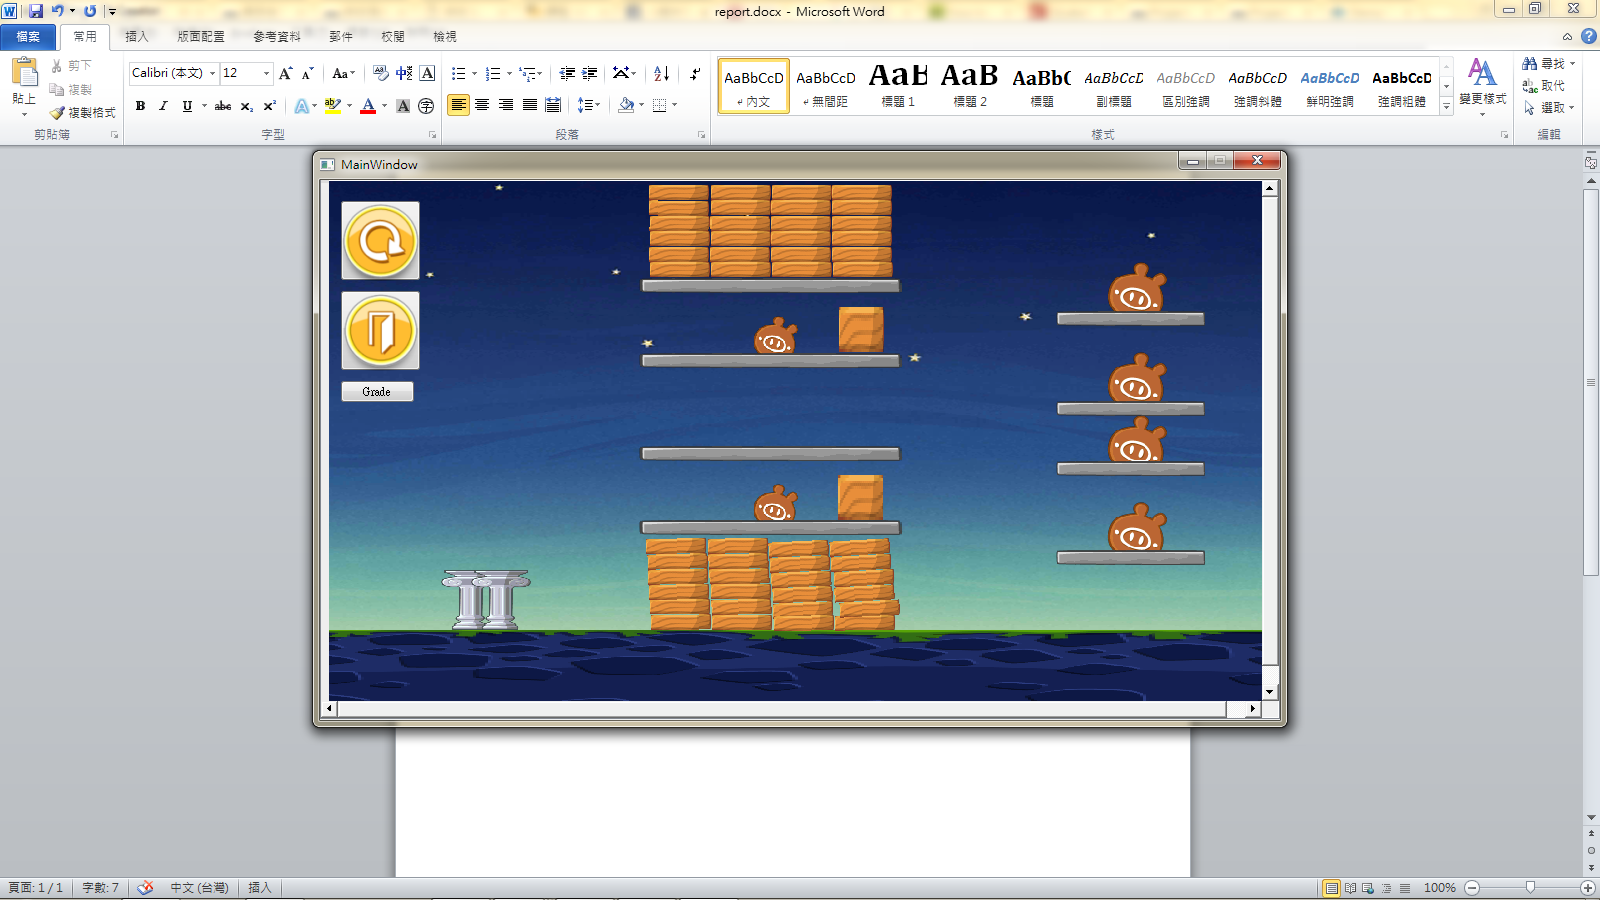 report.docx - Microsoft Word
檔案 常用 插入 版面配置 參考資料 郵件 校閱 檢視
貼上
剪下
複製
複製格式
剪貼簿
Calibri (本文) 12
字型
段落
AaBbCcD AaBbCcD AaB AaB AaBbC AaBbCcD AaBbCcD AaBbCcD AaBbCcD AaBbCcD
內文 無間距 標題 1 標題 2 標題 副標題 區別強調 強調斜體 鮮明強調 強調粗體
樣式
變更樣式
尋找
取代
選取
編輯
MainWindow
Grade
頁面: 1 / 1 字數: 7 中文 (台灣) 插入 100%